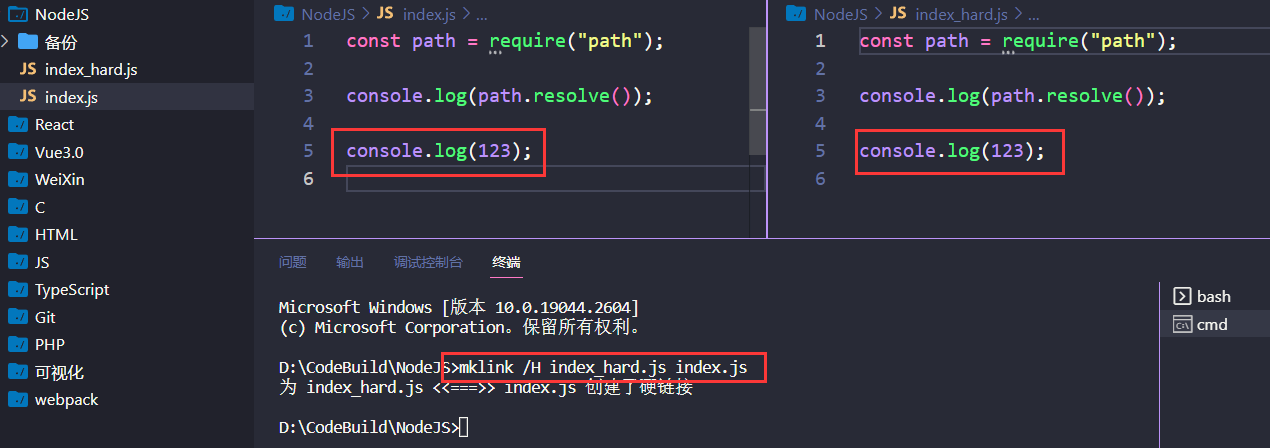 NodeJS
备份
JS index_hard.js
JS index.js
React
Vue3.0
WeiXin
C
HTML
JS
TypeScript
Git
PHP
可视化
webpack
NodeJS > JS index.js > ...
1 const path = require("path");
2
3 console.log(path.resolve());
4
5 console.log(123);
6
NodeJS > JS index_hard.js > ...
1 const path = require("path");
2
3 console.log(path.resolve());
4
5 console.log(123);
6
问题 输出 调试控制台 终端
Microsoft Windows [版本 10.0.19044.2604]
(c) Microsoft Corporation。保留所有权利。
D:\CodeBuild\NodeJS>mklink /H index_hard.js index.js
为 index_hard.js <<===>> index.js 创建了硬链接
D:\CodeBuild\NodeJS>
bash
cmd